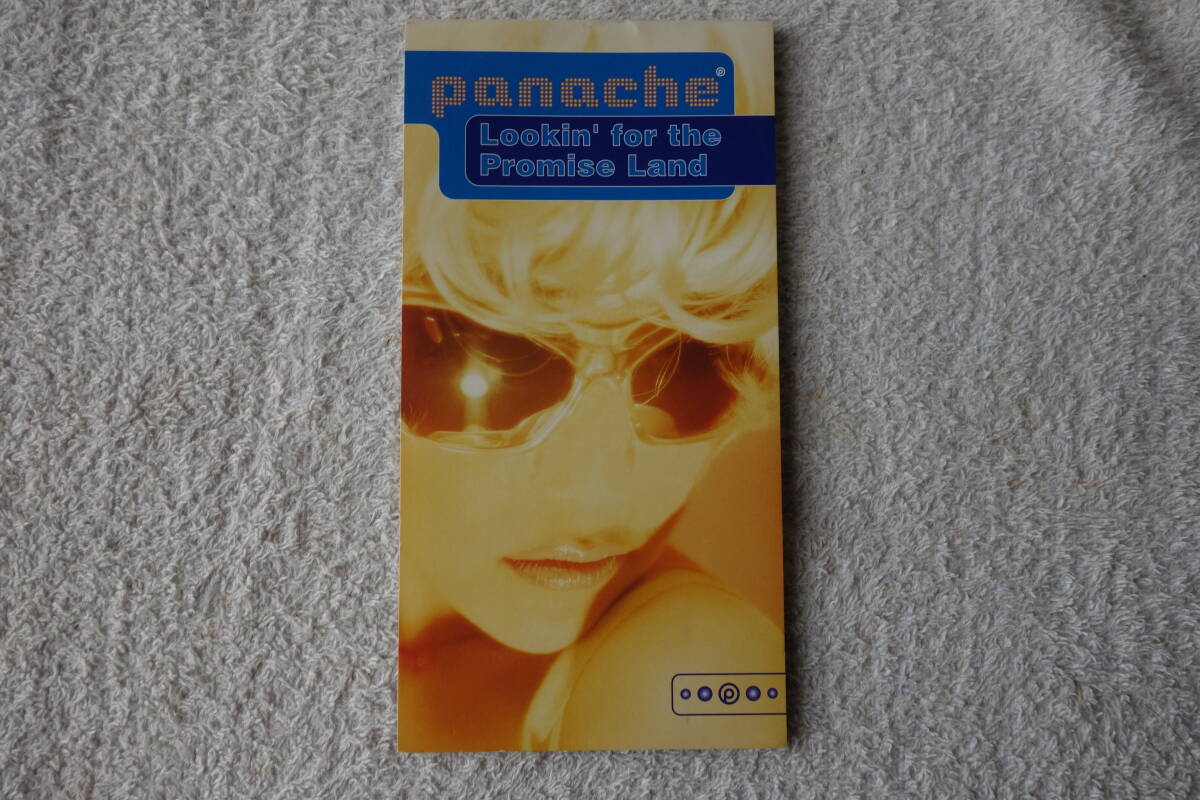 panache
Lookin' for the
Promise Land